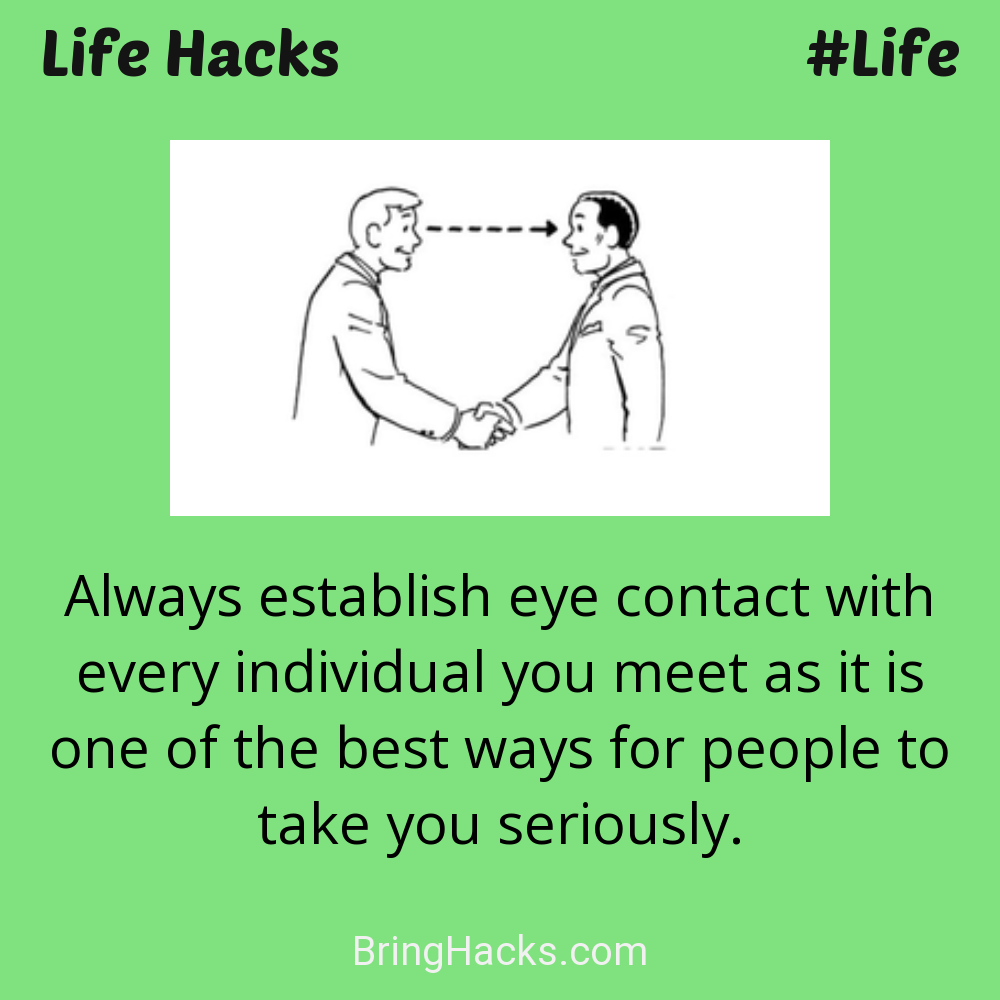 Life Hacks
#Life
Always establish eye contact with
every individual you meet as it is
one of the best ways for people to
take you seriously.
BringHacks.com